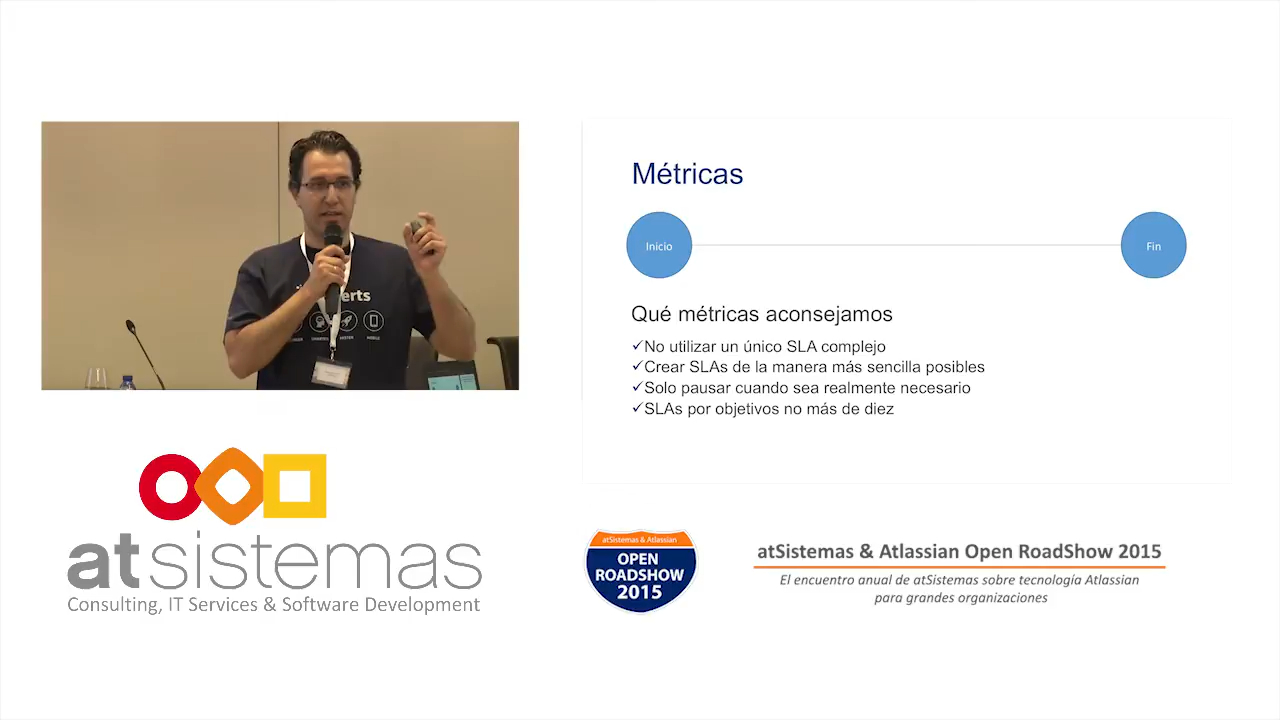 Métricas
Inicio
Fin
Qué métricas aconsejamos
✓No utilizar un único SLA complejo
✓Crear SLAs de la manera más sencilla posibles
✓Solo pausar cuando sea realmente necesario
✓SLAs por objetivos no más de diez
atsistemas
Consulting, IT Services & Software Development
atSistemas & Atlassian
OPEN
ROADSHOW
2015
atSistemas & Atlassian Open RoadShow 2015
El encuentro anual de atSistemas sobre tecnología Atlassian
para grandes organizaciones